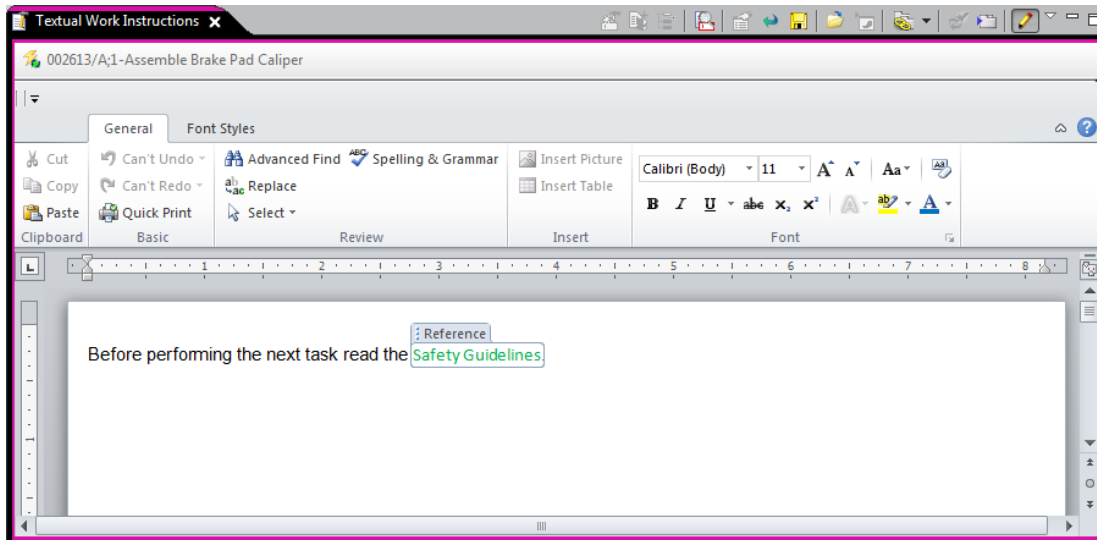 Textual Work Instructions
002613/A;1-Assemble Brake Pad Caliper
General Font Styles
Cut Can't Undo Advanced Find Spelling & Grammar Insert Picture Calibri (Body) 11 A A Aa
Copy Can't Redo Replace Insert Table
Paste Quick Print Select B I U abc X₂ X² A ab A
Clipboard Basic Review Insert Font
L 1 2 3 4 5 6 7 8
Reference
Before performing the next task read the Safety Guidelines.
1